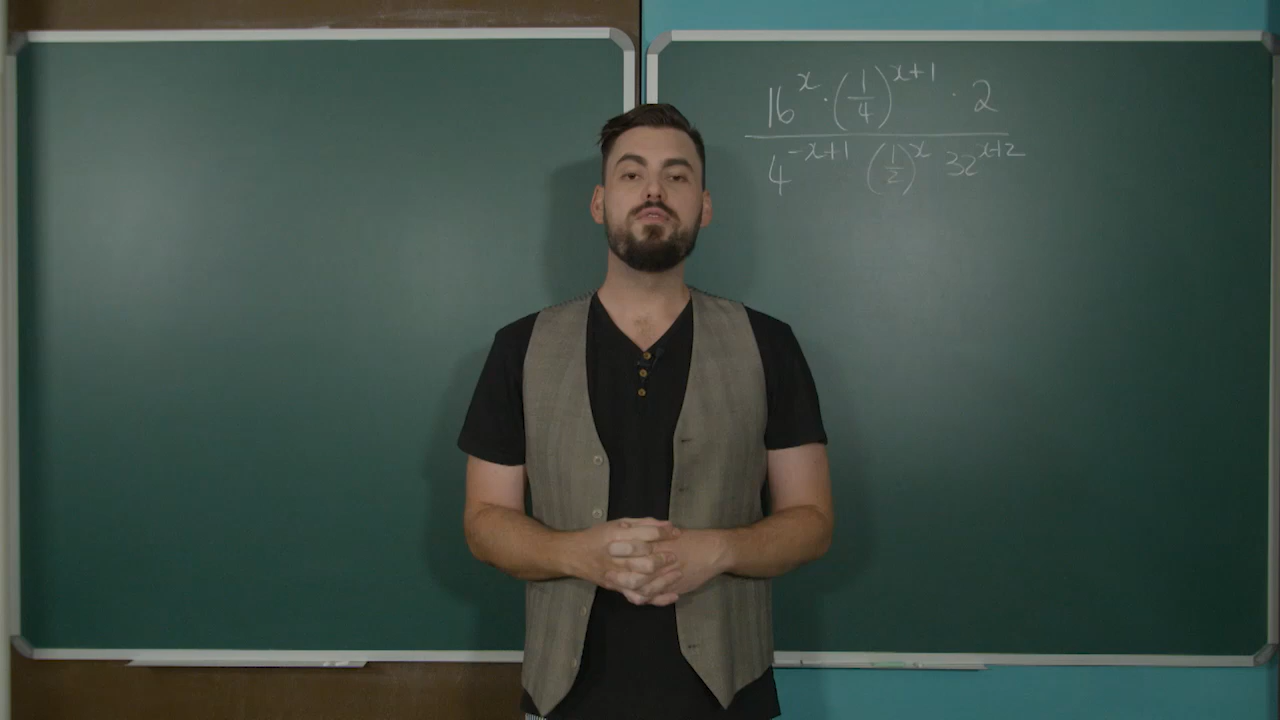 16^x · (1/4)^{x+1} · 2
4^{-x+1} (1/2)^x 32^{x+2}